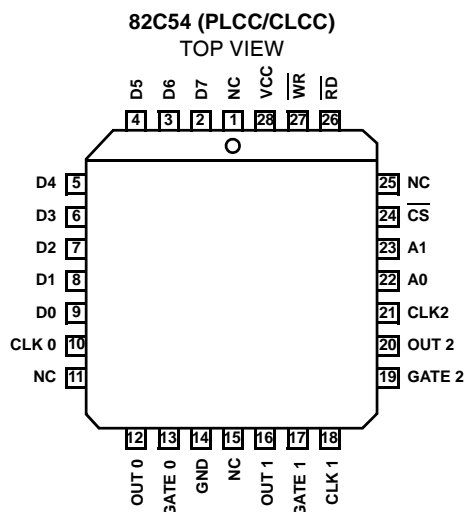 82C54 (PLCC/CLCC)
TOP VIEW
D5 D6 D7 NC VCC WR RD
4 3 2 1 28 27 26
D4 5 25 NC
D3 6 24 CS
D2 7 23 A1
D1 8 22 A0
D0 9 21 CLK2
CLK 0 10 20 OUT 2
NC 11 19 GATE 2
12 13 14 15 16 17 18
OUT 0 GATE 0 GND NC OUT 1 GATE 1 CLK 1